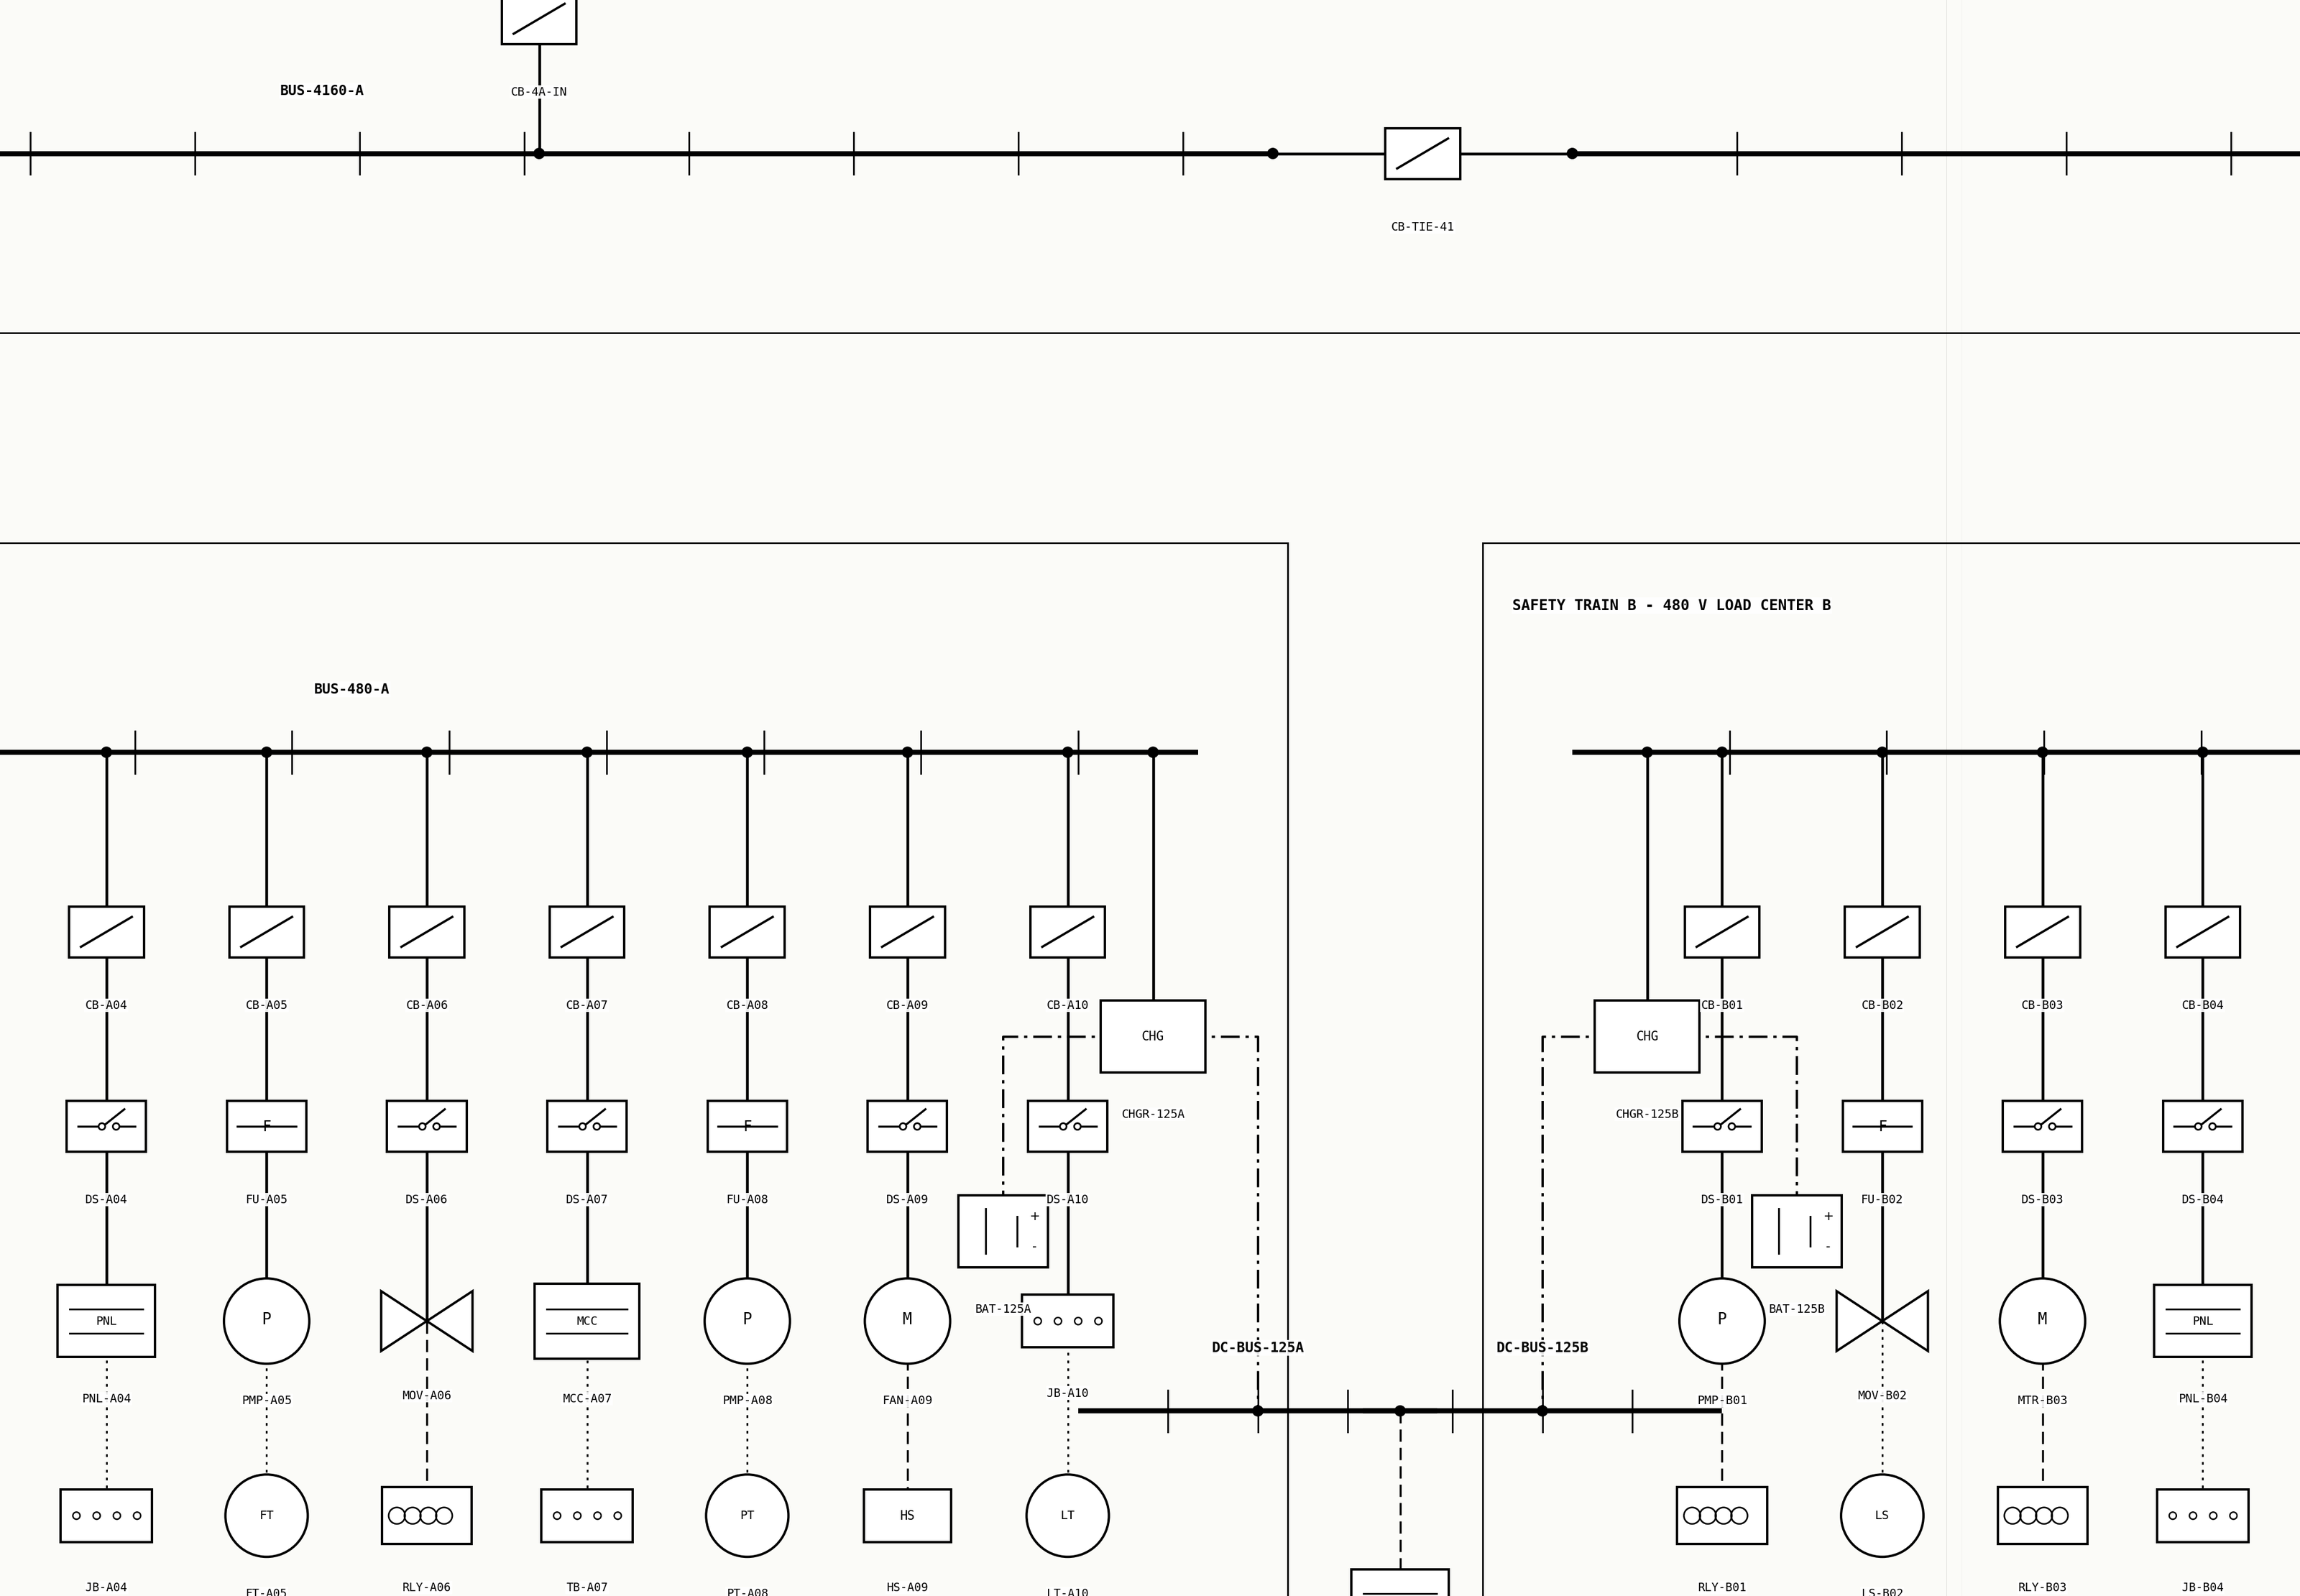 BUS-4160-A
CB-4A-IN
CB-TIE-41
SAFETY TRAIN B - 480 V LOAD CENTER B
BUS-480-A
CB-A04 CB-A05 CB-A06 CB-A07 CB-A08 CB-A09 CB-A10 CB-B01 CB-B02 CB-B03 CB-B04
CHG CHG
CHGR-125A CHGR-125B
F F F
DS-A04 FU-A05 DS-A06 DS-A07 FU-A08 DS-A09 DS-A10 DS-B01 FU-B02 DS-B03 DS-B04
+ +
- -
BAT-125A BAT-125B
PNL P MCC P M P M PNL
DC-BUS-125A DC-BUS-125B
PNL-A04 PMP-A05 MOV-A06 MCC-A07 PMP-A08 FAN-A09 JB-A10 PMP-B01 MOV-B02 MTR-B03 PNL-B04
FT PT HS LT LS
JB-A04 FT-A05 RLY-A06 TB-A07 PT-A08 HS-A09 LT-A10 RLY-B01 LS-B02 RLY-B03 JB-B04